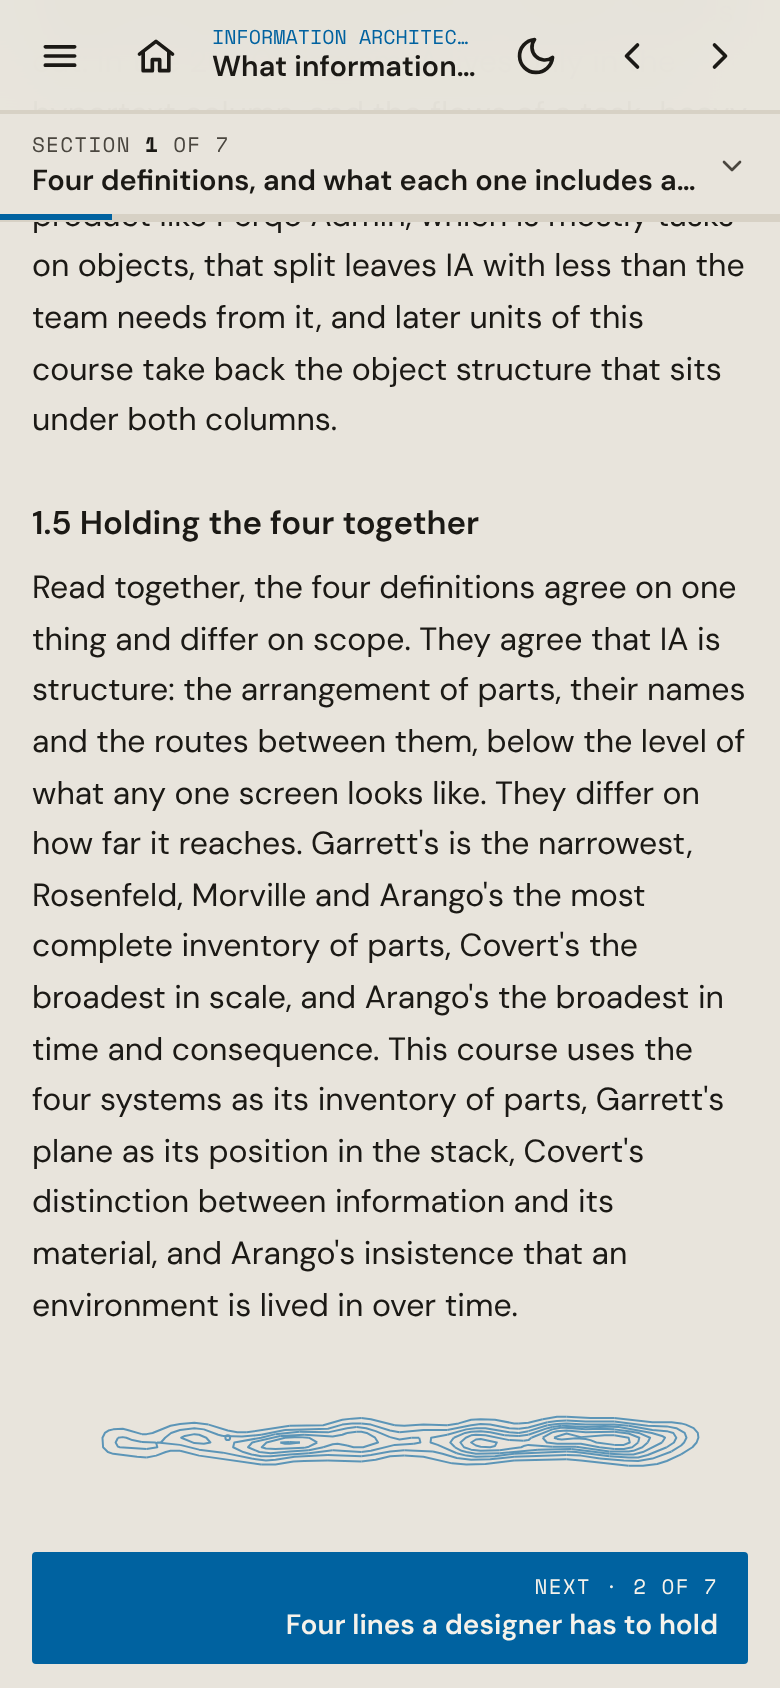 INFORMATION ARCHITEC…
What information…
SECTION 1 OF 7
Four definitions, and what each one includes a…
product like Forge Admin, which is mostly tasks
on objects, that split leaves IA with less than the
team needs from it, and later units of this
course take back the object structure that sits
under both columns.
1.5 Holding the four together
Read together, the four definitions agree on one
thing and differ on scope. They agree that IA is
structure: the arrangement of parts, their names
and the routes between them, below the level of
what any one screen looks like. They differ on
how far it reaches. Garrett's is the narrowest,
Rosenfeld, Morville and Arango's the most
complete inventory of parts, Covert's the
broadest in scale, and Arango's the broadest in
time and consequence. This course uses the
four systems as its inventory of parts, Garrett's
plane as its position in the stack, Covert's
distinction between information and its
material, and Arango's insistence that an
environment is lived in over time.
NEXT · 2 OF 7
Four lines a designer has to hold